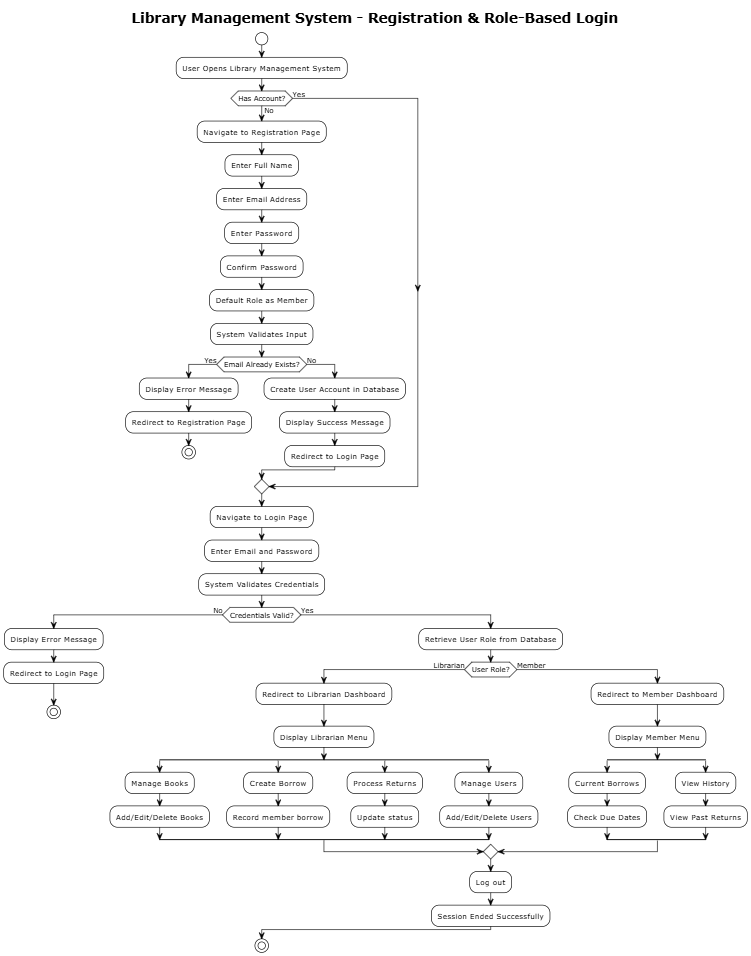 Library Management System - Registration & Role-Based Login
User Opens Library Management System
Has Account?
Yes
No
Navigate to Registration Page
Enter Full Name
Enter Email Address
Enter Password
Confirm Password
Default Role as Member
System Validates Input
Yes
Email Already Exists?
No
Display Error Message
Create User Account in Database
Redirect to Registration Page
Display Success Message
Redirect to Login Page
Navigate to Login Page
Enter Email and Password
System Validates Credentials
No
Credentials Valid?
Yes
Display Error Message
Retrieve User Role from Database
Redirect to Login Page
Librarian
User Role?
Member
Redirect to Librarian Dashboard
Redirect to Member Dashboard
Display Librarian Menu
Display Member Menu
Manage Books
Create Borrow
Process Returns
Manage Users
Current Borrows
View History
Add/Edit/Delete Books
Record member borrow
Update status
Add/Edit/Delete Users
Check Due Dates
View Past Returns
Log out
Session Ended Successfully